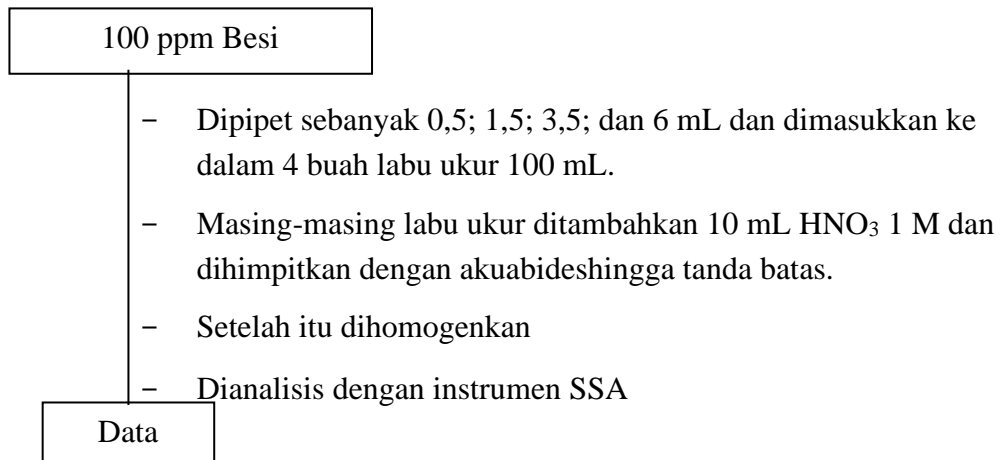 100 ppm Besi
− Dipipet sebanyak 0,5; 1,5; 3,5; dan 6 mL dan dimasukkan ke
dalam 4 buah labu ukur 100 mL.
− Masing-masing labu ukur ditambahkan 10 mL HNO₃ 1 M dan
dihimpitkan dengan akuabideshingga tanda batas.
− Setelah itu dihomogenkan
− Dianalisis dengan instrumen SSA
Data